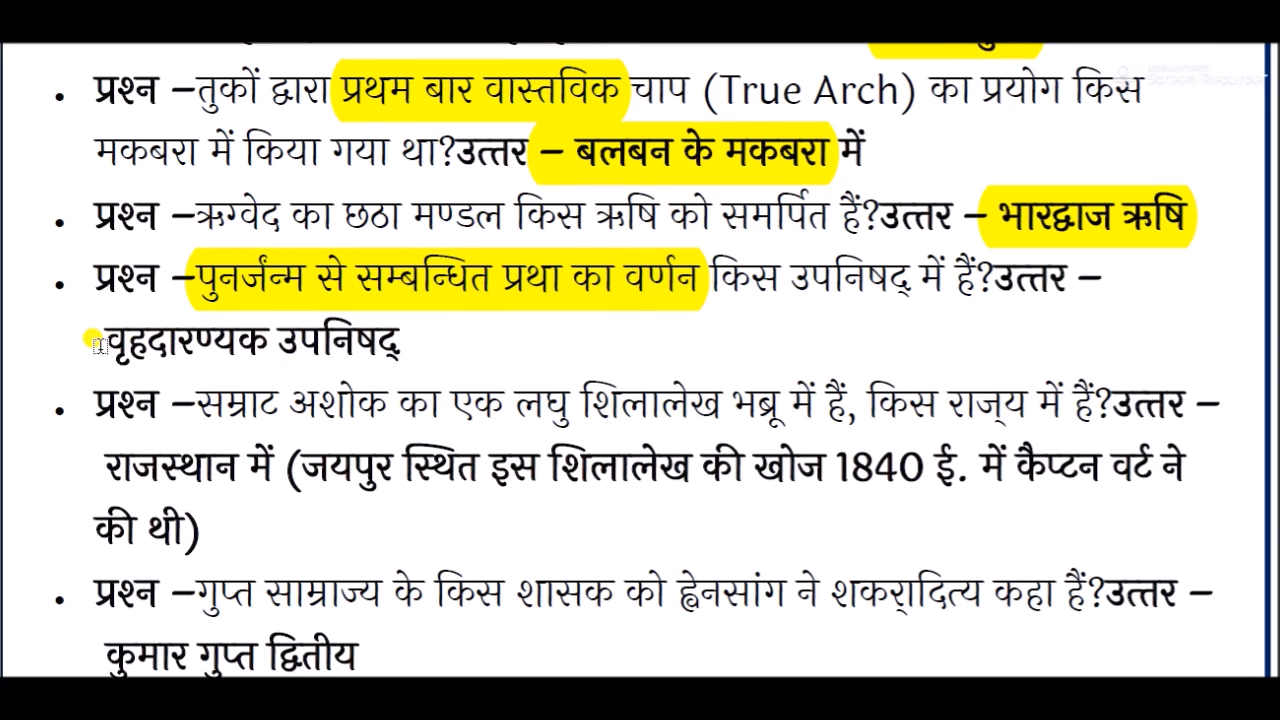 प्रश्न –तुकों द्वारा प्रथम बार वास्तविक चाप (True Arch) का प्रयोग किस
मकबरा में किया गया था?उत्तर – बलबन के मकबरा में
प्रश्न –ऋग्वेद का छठा मण्डल किस ऋषि को समर्पित हैं?उत्तर – भारद्वाज ऋषि
प्रश्न –पुनर्जंन्म से सम्बन्धित प्रथा का वर्णन किस उपनिषद् में हैं?उत्तर –
वृहदारण्यक उपनिषद्
प्रश्न –सम्राट अशोक का एक लघु शिलालेख भब्रू में हैं, किस राज्य में हैं?उत्तर –
राजस्थान में (जयपुर स्थित इस शिलालेख की खोज 1840 ई. में कैप्टन वर्ट ने
की थी)
प्रश्न –गुप्त साम्राज्य के किस शासक को ह्वेनसांग ने शकर्‌ादित्य कहा हैं?उत्तर –
कुमार गुप्त द्वितीय